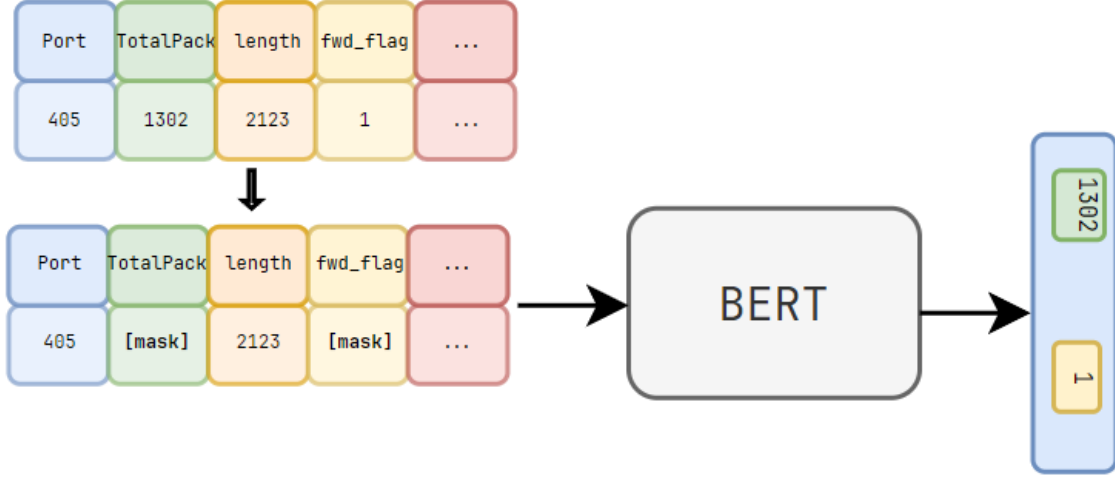 Port TotalPack length fwd_flag ...
405 1302 2123 1 ...
Port TotalPack length fwd_flag ...
405 [mask] 2123 [mask] ...
BERT
1302
1